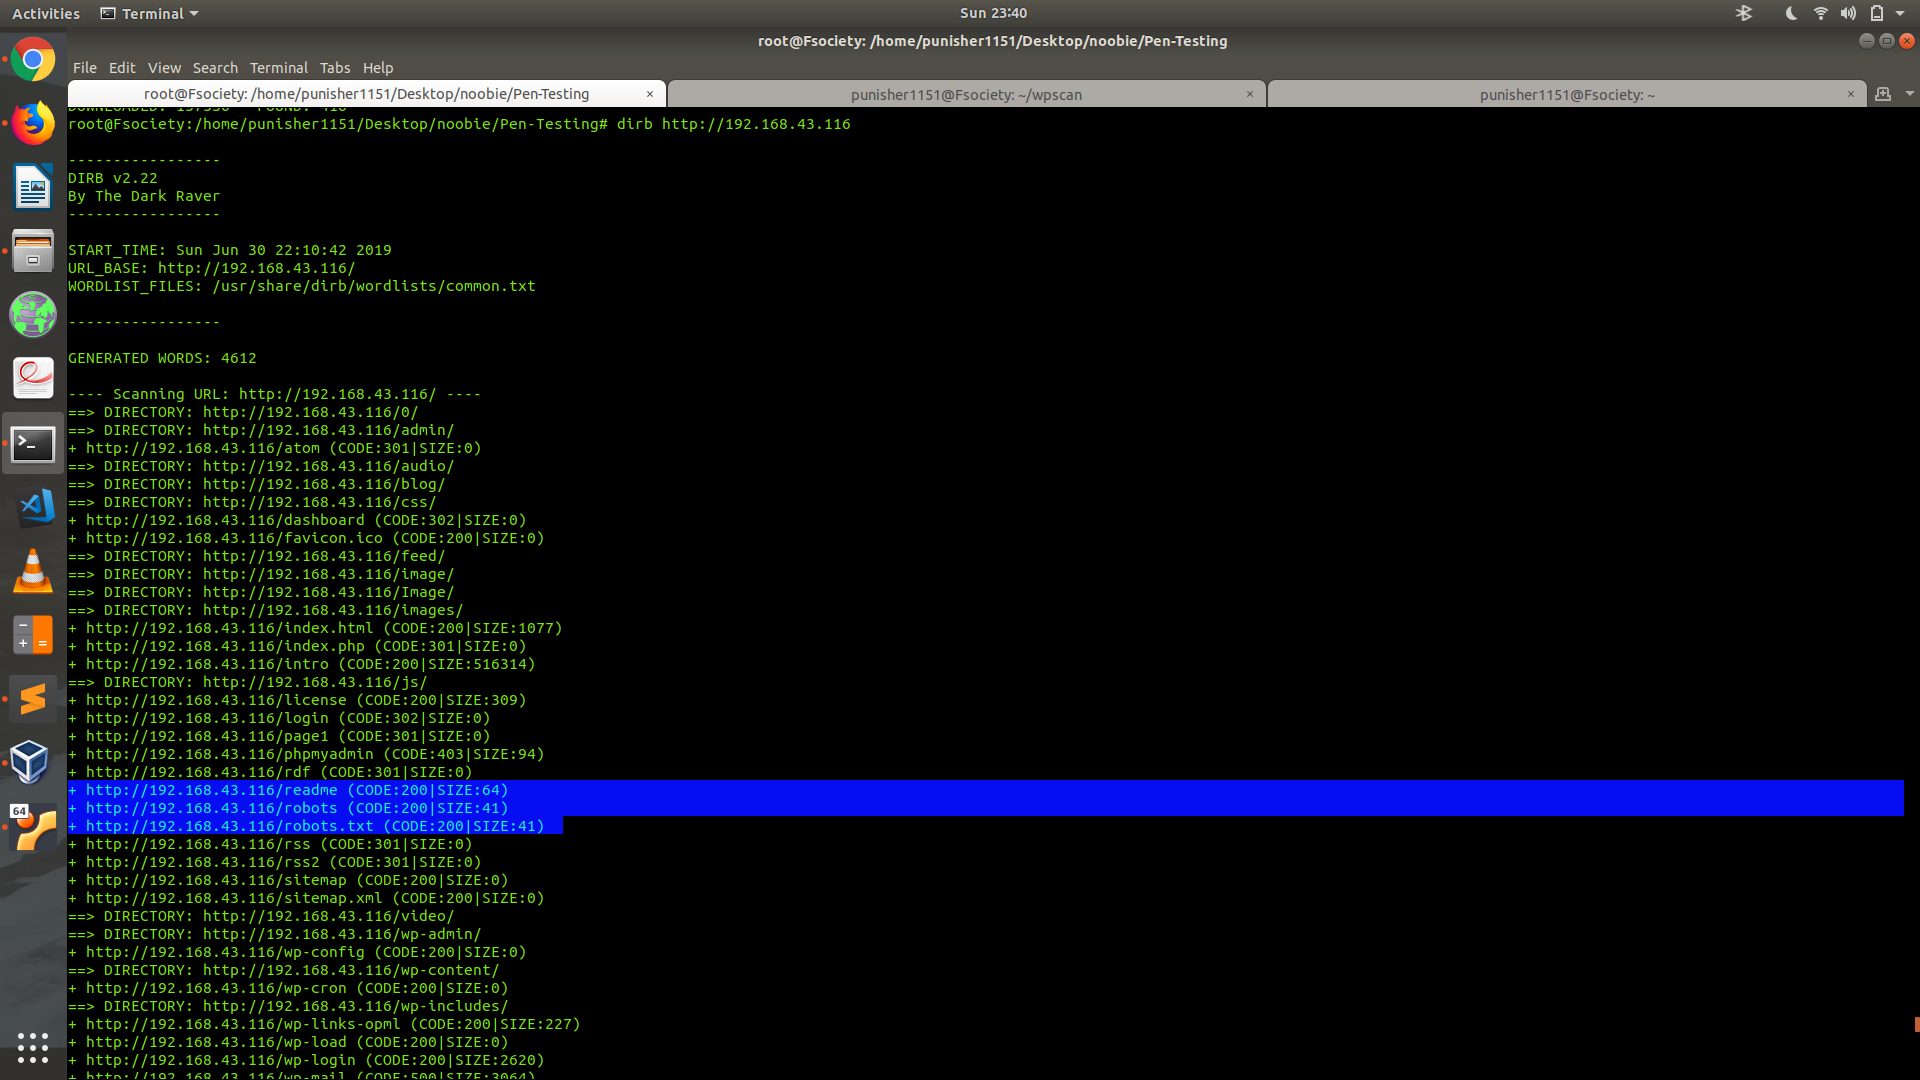 Activities Terminal Sun 23:40
root@Fsociety: /home/punisher1151/Desktop/noobie/Pen-Testing
File Edit View Search Terminal Tabs Help
root@Fsociety: /home/punisher1151/Desktop/noobie/Pen-Testing × punisher1151@Fsociety: ~/wpscan × punisher1151@Fsociety: ~ ×
root@Fsociety:/home/punisher1151/Desktop/noobie/Pen-Testing# dirb http://192.168.43.116
-----------------
DIRB v2.22
By The Dark Raver
-----------------
START_TIME: Sun Jun 30 22:10:42 2019
URL_BASE: http://192.168.43.116/
WORDLIST_FILES: /usr/share/dirb/wordlists/common.txt
-----------------
GENERATED WORDS: 4612
---- Scanning URL: http://192.168.43.116/ ----
==> DIRECTORY: http://192.168.43.116/0/
==> DIRECTORY: http://192.168.43.116/admin/
+ http://192.168.43.116/atom (CODE:301|SIZE:0)
==> DIRECTORY: http://192.168.43.116/audio/
==> DIRECTORY: http://192.168.43.116/blog/
==> DIRECTORY: http://192.168.43.116/css/
+ http://192.168.43.116/dashboard (CODE:302|SIZE:0)
+ http://192.168.43.116/favicon.ico (CODE:200|SIZE:0)
==> DIRECTORY: http://192.168.43.116/feed/
==> DIRECTORY: http://192.168.43.116/image/
==> DIRECTORY: http://192.168.43.116/Image/
==> DIRECTORY: http://192.168.43.116/images/
+ http://192.168.43.116/index.html (CODE:200|SIZE:1077)
+ http://192.168.43.116/index.php (CODE:301|SIZE:0)
+ http://192.168.43.116/intro (CODE:200|SIZE:516314)
==> DIRECTORY: http://192.168.43.116/js/
+ http://192.168.43.116/license (CODE:200|SIZE:309)
+ http://192.168.43.116/login (CODE:302|SIZE:0)
+ http://192.168.43.116/page1 (CODE:301|SIZE:0)
+ http://192.168.43.116/phpmyadmin (CODE:403|SIZE:94)
+ http://192.168.43.116/rdf (CODE:301|SIZE:0)
+ http://192.168.43.116/readme (CODE:200|SIZE:64)
+ http://192.168.43.116/robots (CODE:200|SIZE:41)
+ http://192.168.43.116/robots.txt (CODE:200|SIZE:41)
+ http://192.168.43.116/rss (CODE:301|SIZE:0)
+ http://192.168.43.116/rss2 (CODE:301|SIZE:0)
+ http://192.168.43.116/sitemap (CODE:200|SIZE:0)
+ http://192.168.43.116/sitemap.xml (CODE:200|SIZE:0)
==> DIRECTORY: http://192.168.43.116/video/
==> DIRECTORY: http://192.168.43.116/wp-admin/
+ http://192.168.43.116/wp-config (CODE:200|SIZE:0)
==> DIRECTORY: http://192.168.43.116/wp-content/
+ http://192.168.43.116/wp-cron (CODE:200|SIZE:0)
==> DIRECTORY: http://192.168.43.116/wp-includes/
+ http://192.168.43.116/wp-links-opml (CODE:200|SIZE:227)
+ http://192.168.43.116/wp-load (CODE:200|SIZE:0)
+ http://192.168.43.116/wp-login (CODE:200|SIZE:2620)
+ http://192.168.43.116/wp-mail (CODE:500|SIZE:3064)
64